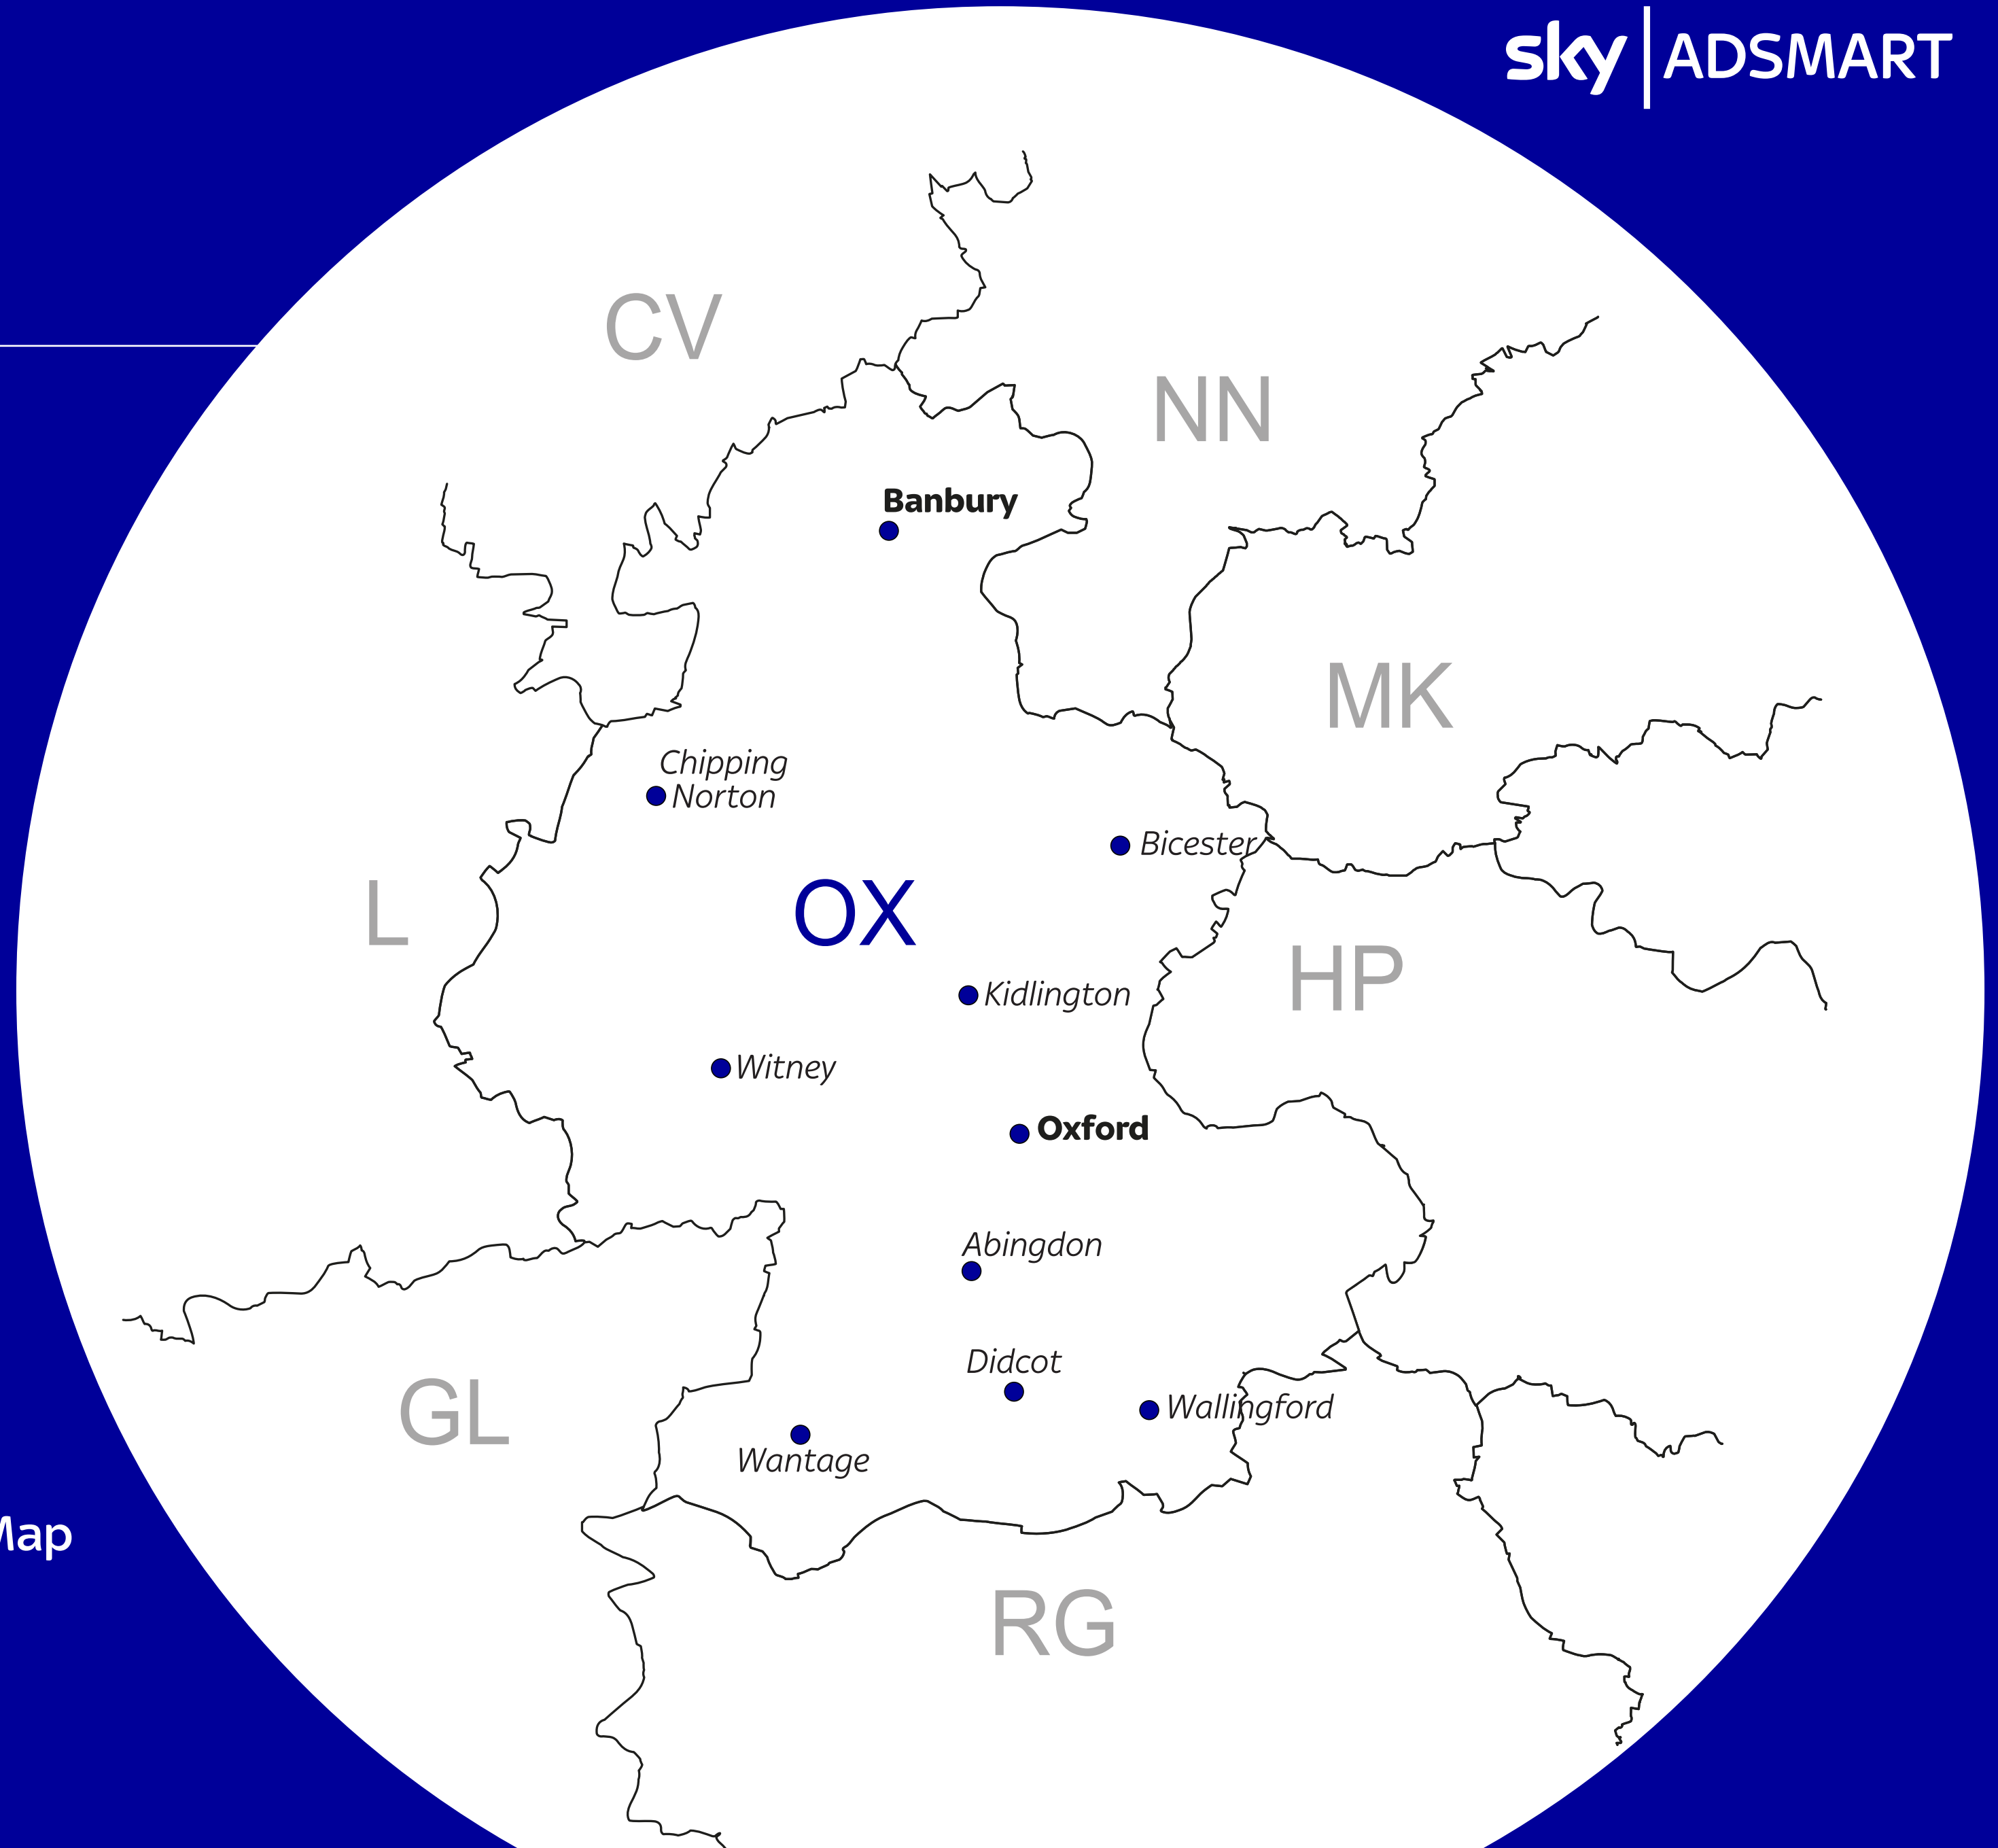 sky ADSMART
CV
NN
Banbury
MK
Chipping
Norton
Bicester
L
OX
HP
Kidlington
Witney
Oxford
Abingdon
Didcot
GL
Wallingford
Wantage
Map
RG